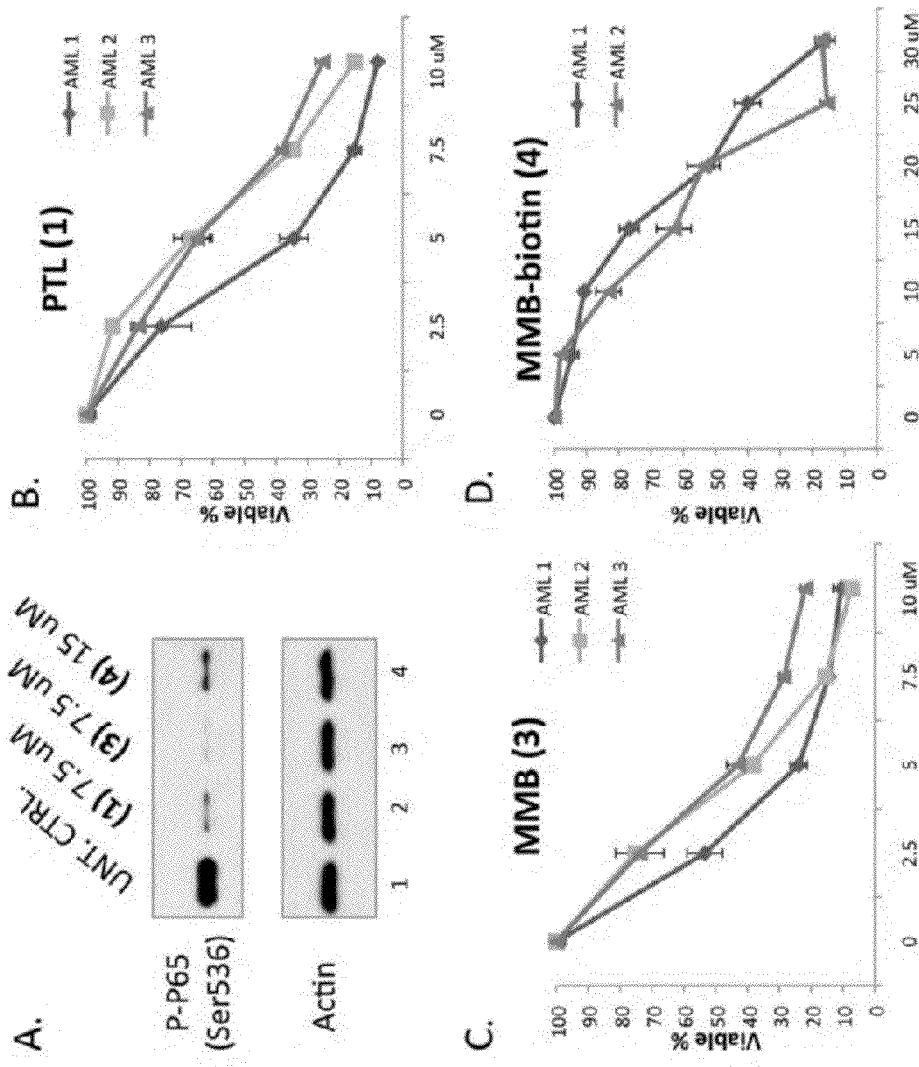 A.
UNT. CTRL.
(1) 7.5 uM
(3) 7.5 uM
(4) 15 uM
P-P65
(Ser536)
Actin
1 2 3 4
B.
PTL (1)
Viable %
100
90
80
70
60
50
40
30
20
10
0
0 2.5 5 7.5 10 uM
AML 1
AML 2
AML 3
C.
MMB (3)
Viable %
100
90
80
70
60
50
40
30
20
10
0
0 2.5 5 7.5 10 uM
AML 1
AML 2
AML 3
D.
MMB-biotin (4)
Viable %
100
90
80
70
60
50
40
30
20
10
0
0 5 10 15 20 25 30 uM
AML 1
AML 2